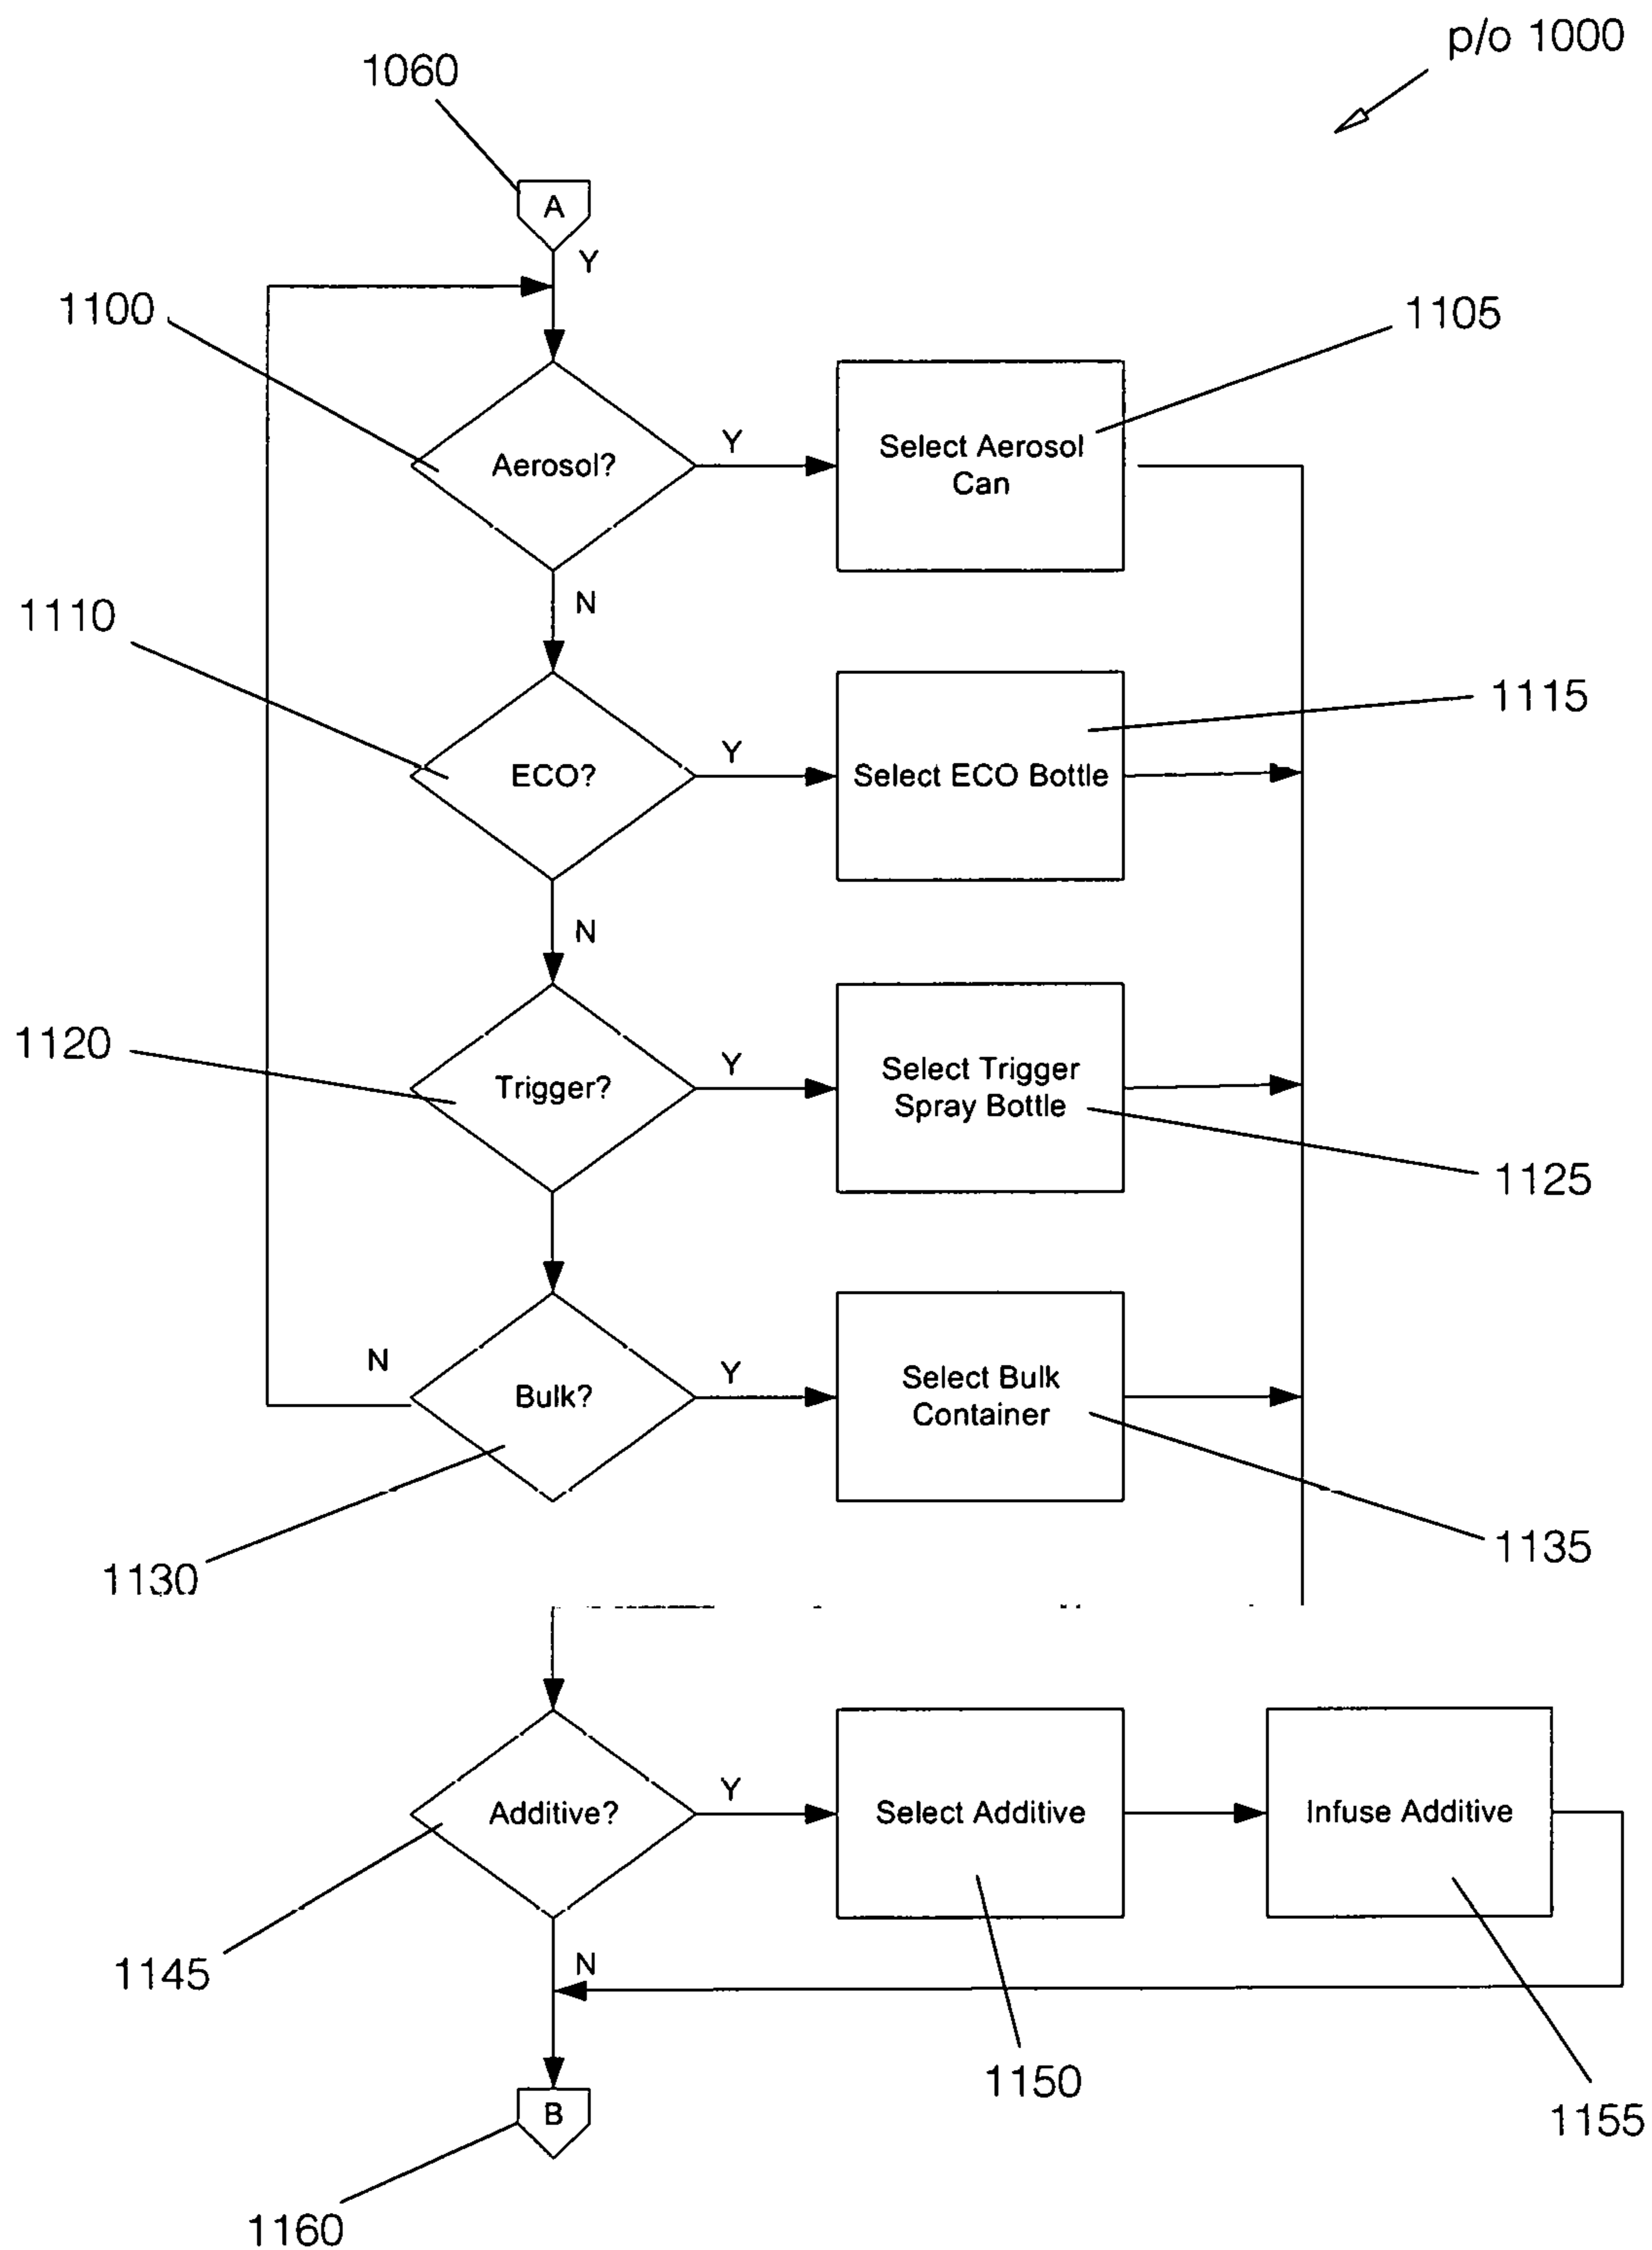 p/o 1000
1060
A
Y
1100
1105
Aerosol?
Y
Select Aerosol
Can
N
1110
1115
ECO?
Y
Select ECO Bottle
N
1120
Trigger?
Y
Select Trigger
Spray Bottle
1125
N
Bulk?
Y
Select Bulk
Container
1130
1135
Additive?
Y
Select Additive
Infuse Additive
1145
N
1150
1155
B
1160